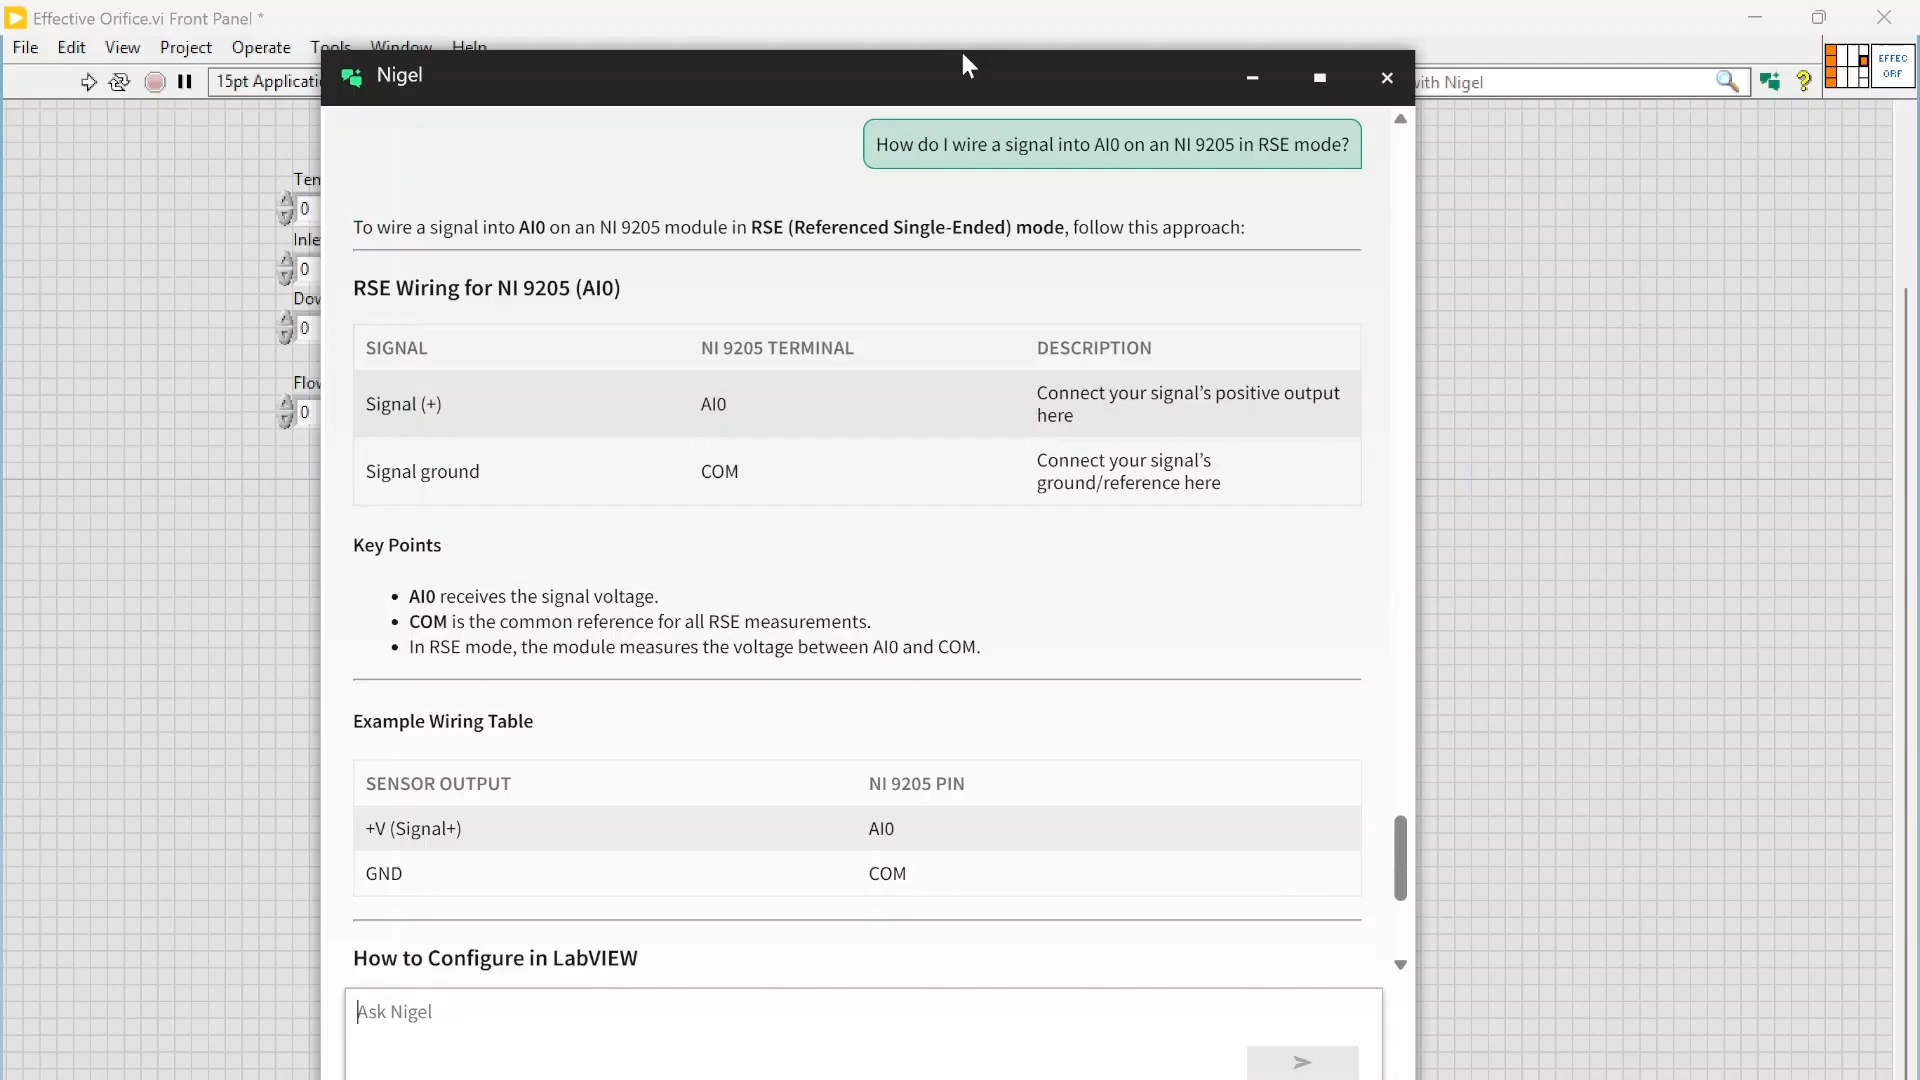 Effective Orifice.vi Front Panel *
File Edit View Project Operate Tools Window Help
15pt Applicati
Nigel
with Nigel
EFFEC
ORF
How do I wire a signal into AI0 on an NI 9205 in RSE mode?
Ten
0
To wire a signal into AI0 on an NI 9205 module in RSE (Referenced Single-Ended) mode, follow this approach:
Inle
0
RSE Wiring for NI 9205 (AI0)
Dov
0
SIGNAL NI 9205 TERMINAL DESCRIPTION
Flov
0
Signal (+) AI0 Connect your signal’s positive output
here
Signal ground COM Connect your signal’s
ground/reference here
Key Points
• AI0 receives the signal voltage.
• COM is the common reference for all RSE measurements.
• In RSE mode, the module measures the voltage between AI0 and COM.
Example Wiring Table
SENSOR OUTPUT NI 9205 PIN
+V (Signal+) AI0
GND COM
How to Configure in LabVIEW
Ask Nigel